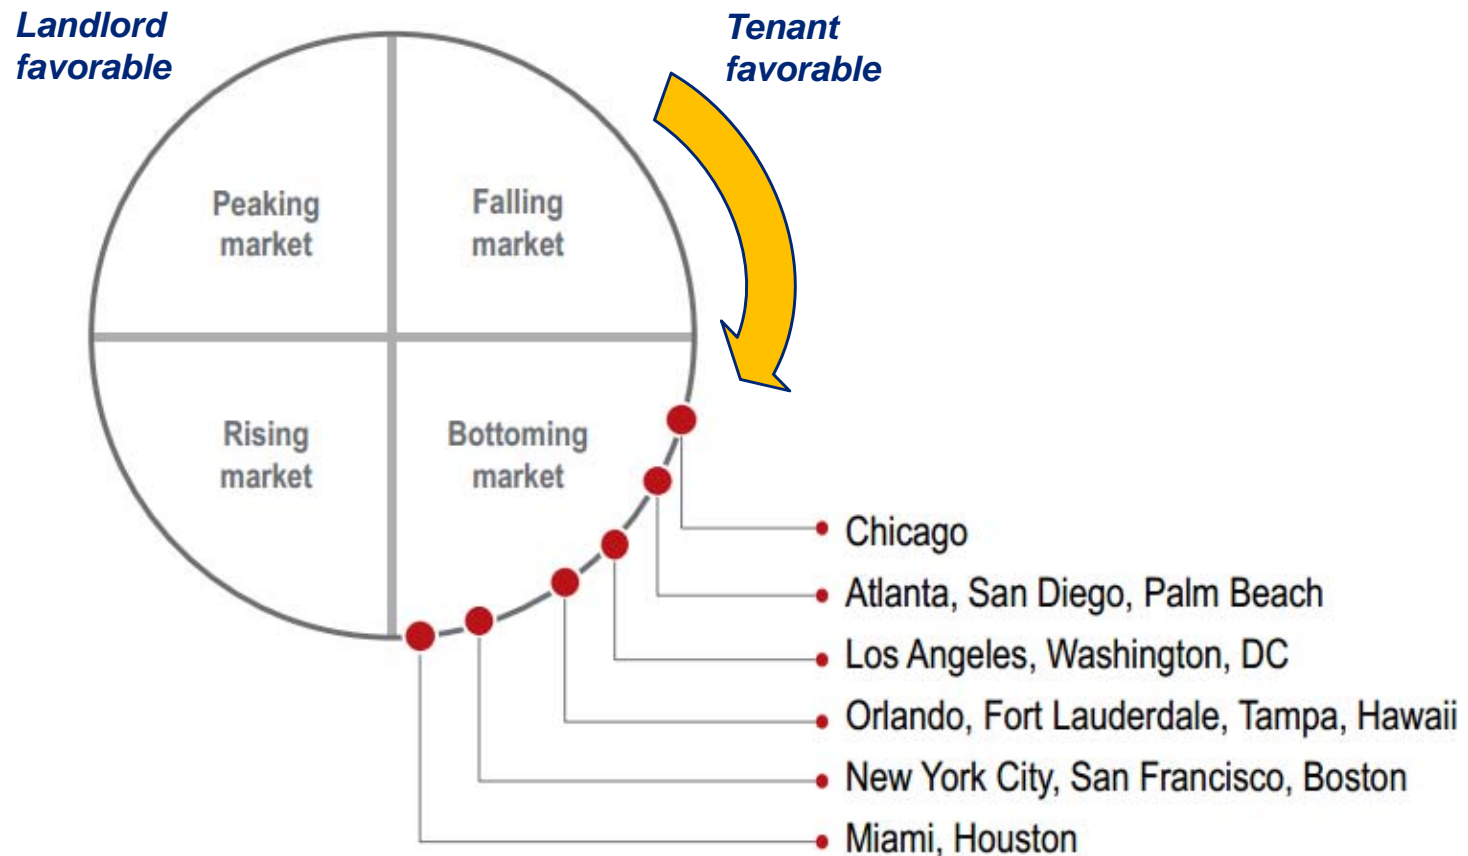 Landlord
favorable
Tenant
favorable
Peaking
market
Falling
market
Rising
market
Bottoming
market
Chicago
Atlanta, San Diego, Palm Beach
Los Angeles, Washington, DC
Orlando, Fort Lauderdale, Tampa, Hawaii
New York City, San Francisco, Boston
Miami, Houston